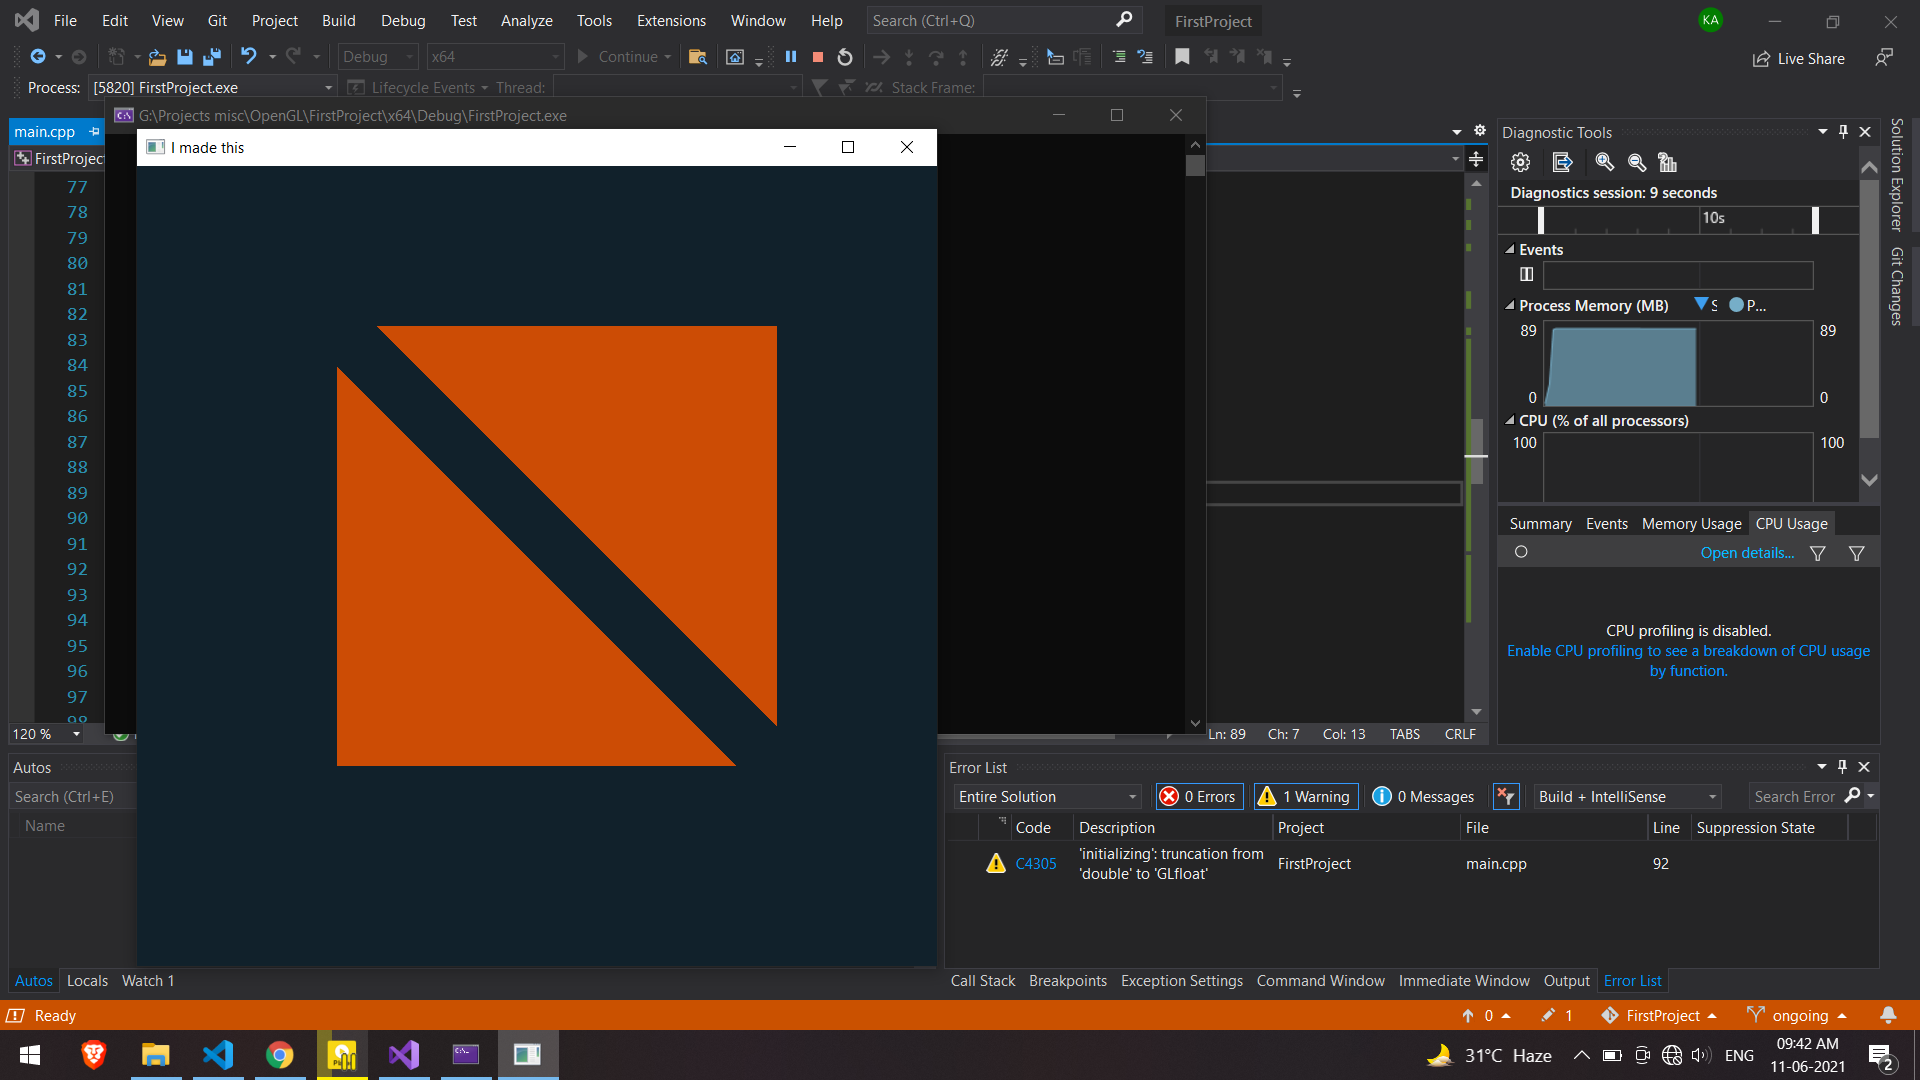 File Edit View Git Project Build Debug Test Analyze Tools Extensions Window Help Search (Ctrl+Q) FirstProject KA
Debug x64 Continue Live Share
Process: [5820] FirstProject.exe Lifecycle Events Thread: Stack Frame:
G:\Projects misc\OpenGL\FirstProject\x64\Debug\FirstProject.exe
main.cpp
I made this
FirstProject
77
78
79
80
81
82
83
84
85
86
87
88
89
90
91
92
93
94
95
96
97
98
120 %
Ln: 89 Ch: 7 Col: 13 TABS CRLF
Diagnostic Tools
Diagnostics session: 9 seconds
10s
Events
Process Memory (MB) S P...
89 89
0 0
CPU (% of all processors)
100 100
Summary Events Memory Usage CPU Usage
Open details...
CPU profiling is disabled.
Enable CPU profiling to see a breakdown of CPU usage
by function.
Solution Explorer
Git Changes
Autos
Search (Ctrl+E)
Name
Autos Locals Watch 1
Error List
Entire Solution 0 Errors 1 Warning 0 Messages Build + IntelliSense Search Error
Code Description Project File Line Suppression State
C4305 'initializing': truncation from 'double' to 'GLfloat' FirstProject main.cpp 92
Call Stack Breakpoints Exception Settings Command Window Immediate Window Output Error List
Ready 0 1 FirstProject ongoing
31°C Haze ENG 09:42 AM
11-06-2021 2